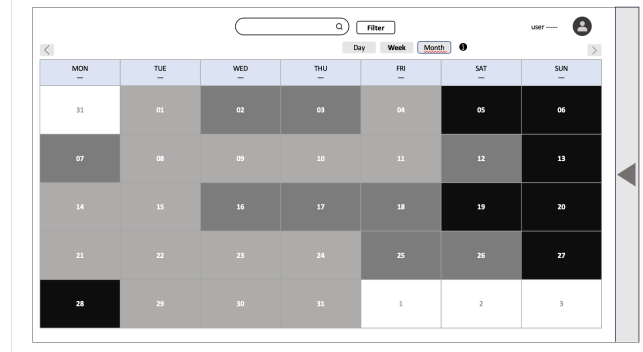 Filter
user -----
Day Week Month ❶
MON TUE WED THU FRI SAT SUN
— — — — — — —
31 01 02 03 04 05 06
07 08 09 10 11 12 13
14 15 16 17 18 19 20
21 22 23 24 25 26 27
28 29 30 31 1 2 3